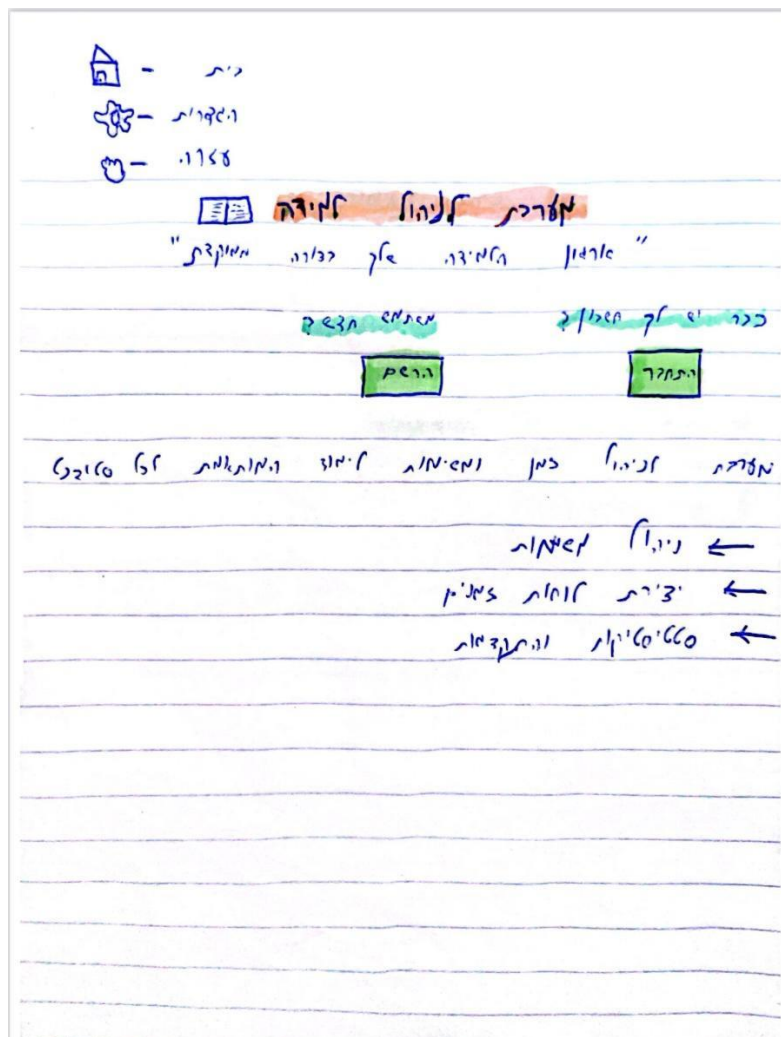 בית -
הגדרות -
עזרה -
מערכת לניהול למידה
"ארגון הלמידה שלך בצורה ממוקדת"
כבר יש לך חשבון?
משתמש חדש?
התחבר
הרשם
מערכת לניהול זמן ומשימות לימוד המותאמת לכל סטודנט
← ניהול משימות
← יצירת לוחות זמנים
← סטטיסטיקות והתקדמות